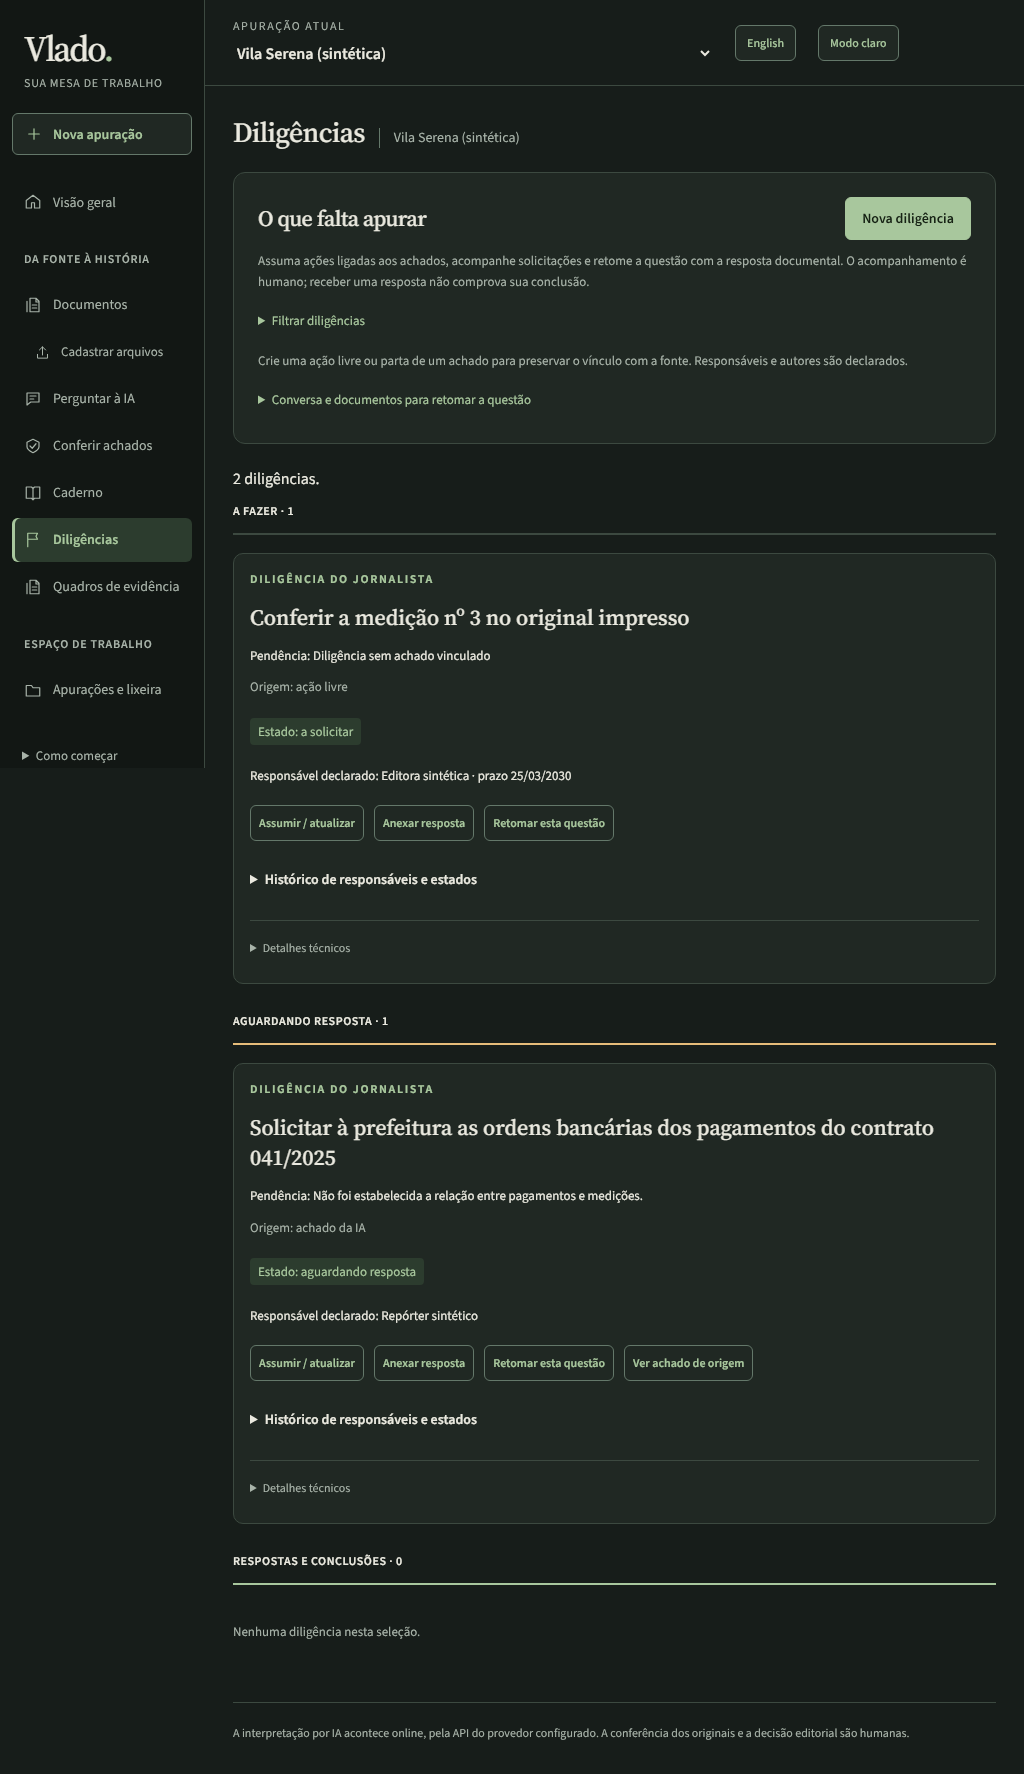 Vlado.
SUA MESA DE TRABALHO
Nova apuração
Visão geral
DA FONTE À HISTÓRIA
Documentos
Cadastrar arquivos
Perguntar à IA
Conferir achados
Caderno
Diligências
Quadros de evidência
ESPAÇO DE TRABALHO
Apurações e lixeira
Como começar
APURAÇÃO ATUAL
Vila Serena (sintética)
English
Modo claro
Diligências
Vila Serena (sintética)
O que falta apurar
Nova diligência
Assuma ações ligadas aos achados, acompanhe solicitações e retome a questão com a resposta documental. O acompanhamento é
humano; receber uma resposta não comprova sua conclusão.
Filtrar diligências
Crie uma ação livre ou parta de um achado para preservar o vínculo com a fonte. Responsáveis e autores são declarados.
Conversa e documentos para retomar a questão
2 diligências.
A FAZER · 1
DILIGÊNCIA DO JORNALISTA
Conferir a medição nº 3 no original impresso
Pendência: Diligência sem achado vinculado
Origem: ação livre
Estado: a solicitar
Responsável declarado: Editora sintética · prazo 25/03/2030
Assumir / atualizar
Anexar resposta
Retomar esta questão
Histórico de responsáveis e estados
Detalhes técnicos
AGUARDANDO RESPOSTA · 1
DILIGÊNCIA DO JORNALISTA
Solicitar à prefeitura as ordens bancárias dos pagamentos do contrato
041/2025
Pendência: Não foi estabelecida a relação entre pagamentos e medições.
Origem: achado da IA
Estado: aguardando resposta
Responsável declarado: Repórter sintético
Assumir / atualizar
Anexar resposta
Retomar esta questão
Ver achado de origem
Histórico de responsáveis e estados
Detalhes técnicos
RESPOSTAS E CONCLUSÕES · 0
Nenhuma diligência nesta seleção.
A interpretação por IA acontece online, pela API do provedor configurado. A conferência dos originais e a decisão editorial são humanas.